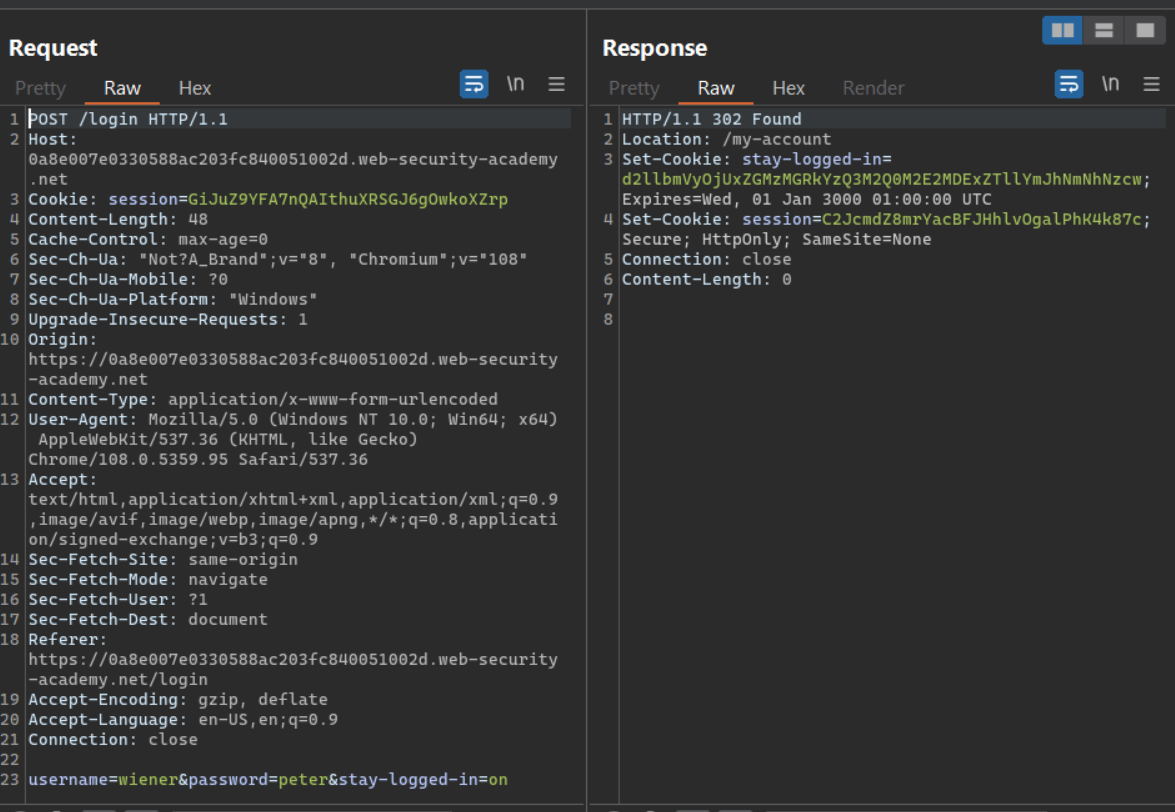 Request
Pretty Raw Hex \n
1 POST /login HTTP/1.1
2 Host:
0a8e007e0330588ac203fc840051002d.web-security-academy
.net
3 Cookie: session=GiJuZ9YFA7nQAIthuXRSGJ6gOwkoXZrp
4 Content-Length: 48
5 Cache-Control: max-age=0
6 Sec-Ch-Ua: "Not?A_Brand";v="8", "Chromium";v="108"
7 Sec-Ch-Ua-Mobile: ?0
8 Sec-Ch-Ua-Platform: "Windows"
9 Upgrade-Insecure-Requests: 1
10 Origin:
https://0a8e007e0330588ac203fc840051002d.web-security
-academy.net
11 Content-Type: application/x-www-form-urlencoded
12 User-Agent: Mozilla/5.0 (Windows NT 10.0; Win64; x64)
AppleWebKit/537.36 (KHTML, like Gecko)
Chrome/108.0.5359.95 Safari/537.36
13 Accept:
text/html,application/xhtml+xml,application/xml;q=0.9
,image/avif,image/webp,image/apng,*/*;q=0.8,applicati
on/signed-exchange;v=b3;q=0.9
14 Sec-Fetch-Site: same-origin
15 Sec-Fetch-Mode: navigate
16 Sec-Fetch-User: ?1
17 Sec-Fetch-Dest: document
18 Referer:
https://0a8e007e0330588ac203fc840051002d.web-security
-academy.net/login
19 Accept-Encoding: gzip, deflate
20 Accept-Language: en-US,en;q=0.9
21 Connection: close
22
23 username=wiener&password=peter&stay-logged-in=on
Response
Pretty Raw Hex Render \n
1 HTTP/1.1 302 Found
2 Location: /my-account
3 Set-Cookie: stay-logged-in=
d2llbmVyOjUxZGMzMGRkYzQ3M2Q0M2E2MDExZTllYmJhNmNhNzcw;
Expires=Wed, 01 Jan 3000 01:00:00 UTC
4 Set-Cookie: session=C2JcmdZ8mrYacBFJHhlvOgalPhK4k87c;
Secure; HttpOnly; SameSite=None
5 Connection: close
6 Content-Length: 0
7
8